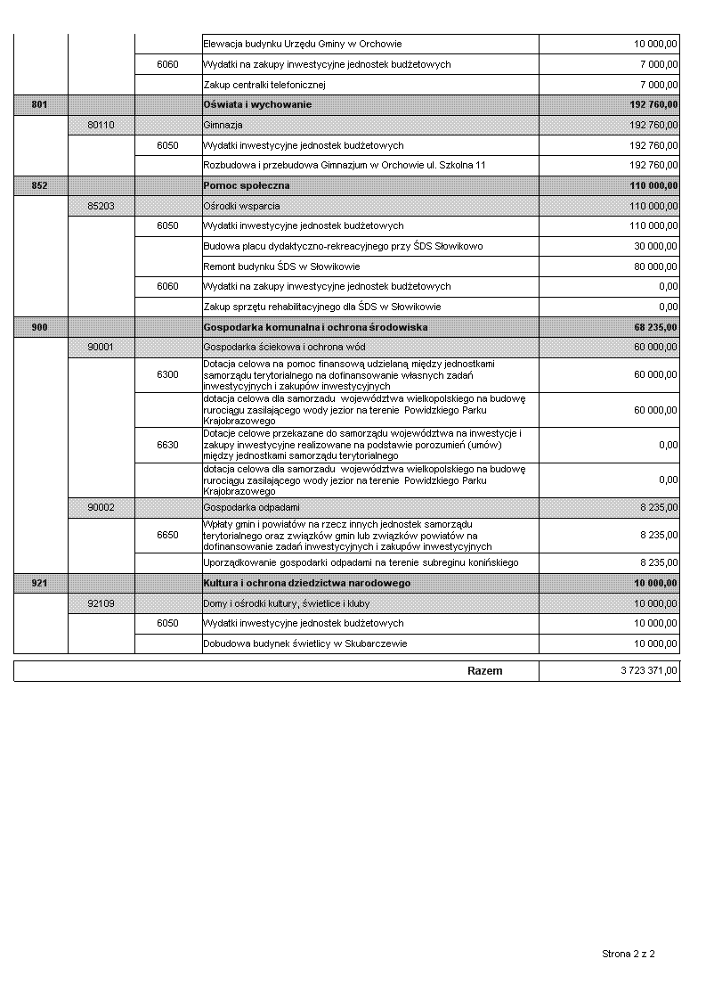 Elewacja budynku Urzędu Gminy w Orchowie 10 000,00
6060 Wydatki na zakupy inwestycyjne jednostek budżetowych 7 000,00
Zakup centralki telefonicznej 7 000,00
801 Oświata i wychowanie 192 760,00
80110 Gimnazja 192 760,00
6050 Wydatki inwestycyjne jednostek budżetowych 192 760,00
Rozbudowa i przebudowa Gimnazjum w Orchowie ul. Szkolna 11 192 760,00
852 Pomoc społeczna 110 000,00
85203 Ośrodki wsparcia 110 000,00
6050 Wydatki inwestycyjne jednostek budżetowych 110 000,00
Budowa placu dydaktyczno-rekreacyjnego przy ŚDS Słowikowo 30 000,00
Remont budynku ŚDS w Słowikowie 80 000,00
6060 Wydatki na zakupy inwestycyjne jednostek budżetowych 0,00
Zakup sprzętu rehabilitacyjnego dla ŚDS w Słowikowie 0,00
900 Gospodarka komunalna i ochrona środowiska 68 235,00
90001 Gospodarka ściekowa i ochrona wód 60 000,00
Dotacja celowa na pomoc finansową udzielaną między jednostkami
6300 samorządu terytorialnego na dofinansowanie własnych zadań 60 000,00
inwestycyjnych i zakupów inwestycyjnych
dotacja celowa dla samorzadu województwa wielkopolskiego na budowę
rurociągu zasilającego wody jezior na terenie Powidzkiego Parku 60 000,00
Krajobrazowego
Dotacje celowe przekazane do samorządu województwa na inwestycje i
6630 zakupy inwestycyjne realizowane na podstawie porozumień (umów) 0,00
między jednostkami samorządu terytorialnego
dotacja celowa dla samorzadu województwa wielkopolskiego na budowę
rurociągu zasilającego wody jezior na terenie Powidzkiego Parku 0,00
Krajobrazowego
90002 Gospodarka odpadami 8 235,00
Wpłaty gmin i powiatów na rzecz innych jednostek samorządu
6650 terytorialnego oraz związków gmin lub związków powiatów na 8 235,00
dofinansowanie zadań inwestycyjnych i zakupów inwestycyjnych
Uporządkowanie gospodarki odpadami na terenie subreginu konińskiego 8 235,00
921 Kultura i ochrona dziedzictwa narodowego 10 000,00
92109 Domy i ośrodki kultury, świetlice i kluby 10 000,00
6050 Wydatki inwestycyjne jednostek budżetowych 10 000,00
Dobudowa budynek świetlicy w Skubarczewie 10 000,00
Razem 3 723 371,00
Strona 2 z 2